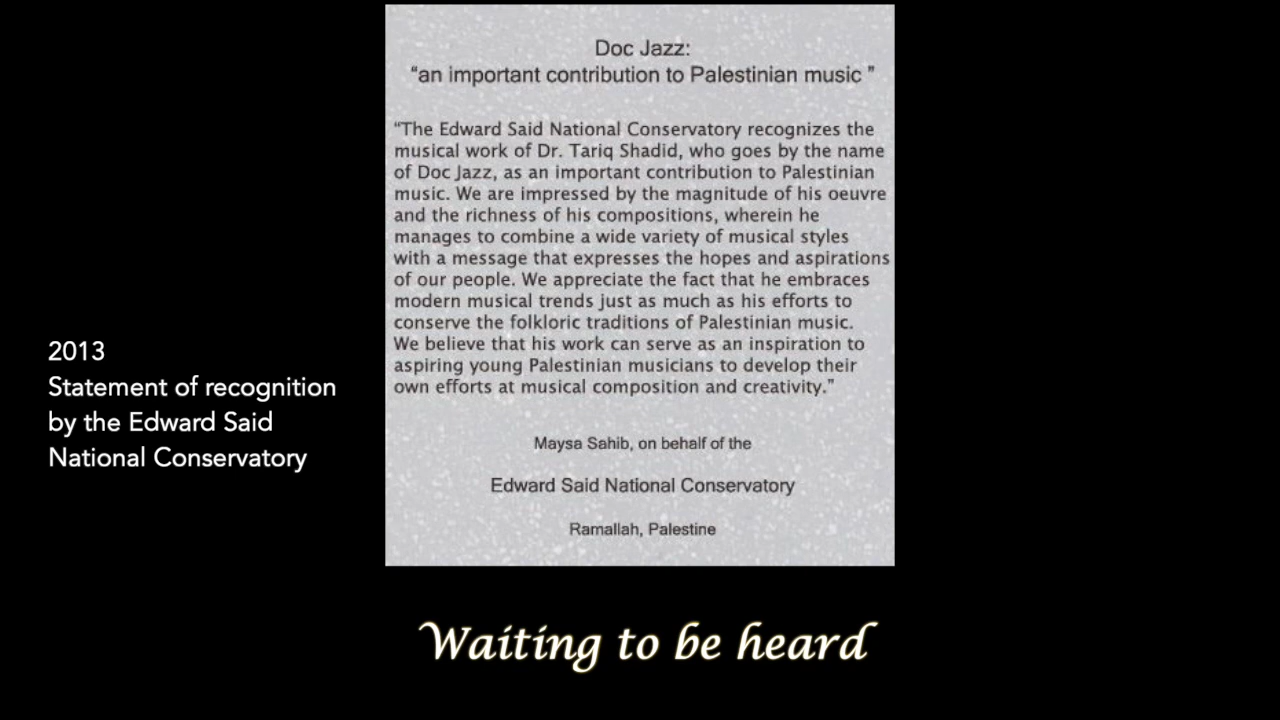 Doc Jazz:
“an important contribution to Palestinian music ”
“The Edward Said National Conservatory recognizes the
musical work of Dr. Tariq Shadid, who goes by the name
of Doc Jazz, as an important contribution to Palestinian
music. We are impressed by the magnitude of his oeuvre
and the richness of his compositions, wherein he
manages to combine a wide variety of musical styles
with a message that expresses the hopes and aspirations
of our people. We appreciate the fact that he embraces
modern musical trends just as much as his efforts to
conserve the folkloric traditions of Palestinian music.
We believe that his work can serve as an inspiration to
aspiring young Palestinian musicians to develop their
own efforts at musical composition and creativity.”
Maysa Sahib, on behalf of the
Edward Said National Conservatory
Ramallah, Palestine
2013
Statement of recognition
by the Edward Said
National Conservatory
Waiting to be heard